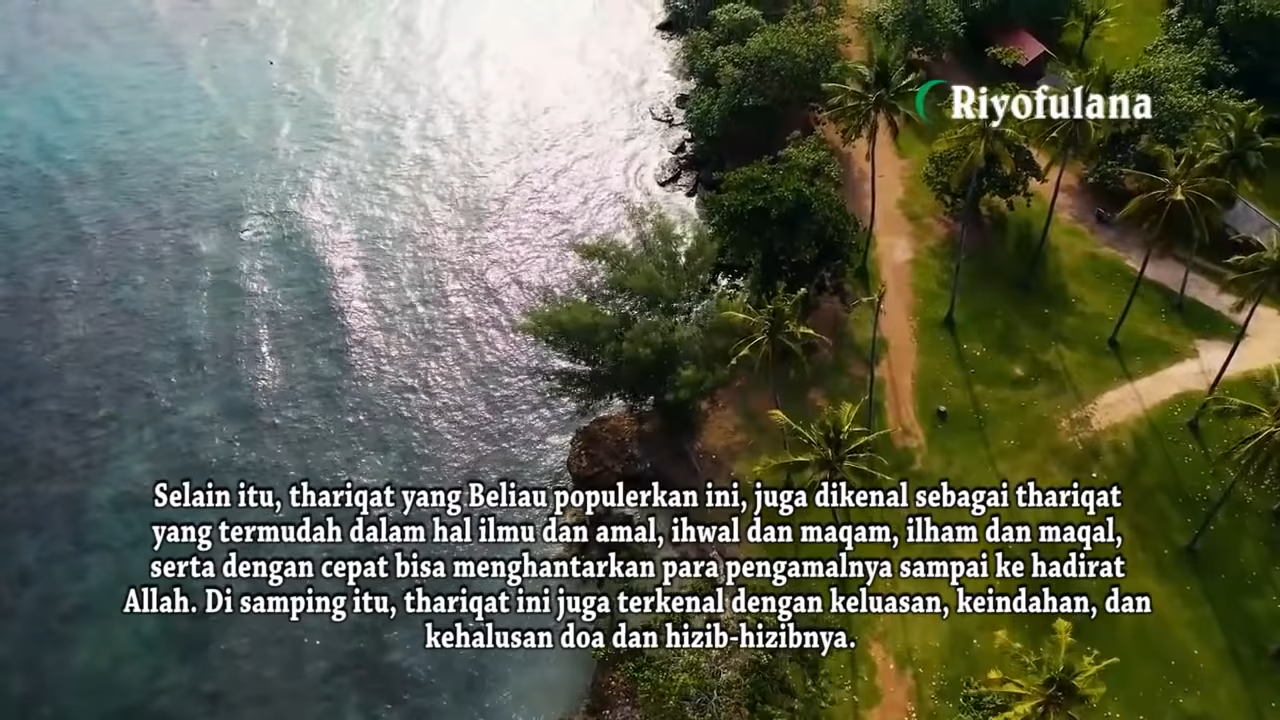 Riyofulana
Selain itu, thariqat yang Beliau populerkan ini, juga dikenal sebagai thariqat
yang termudah dalam hal ilmu dan amal, ihwal dan maqam, ilham dan maqal,
serta dengan cepat bisa menghantarkan para pengamalnya sampai ke hadirat
Allah. Di samping itu, thariqat ini juga terkenal dengan keluasan, keindahan, dan
kehalusan doa dan hizib-hizibnya.